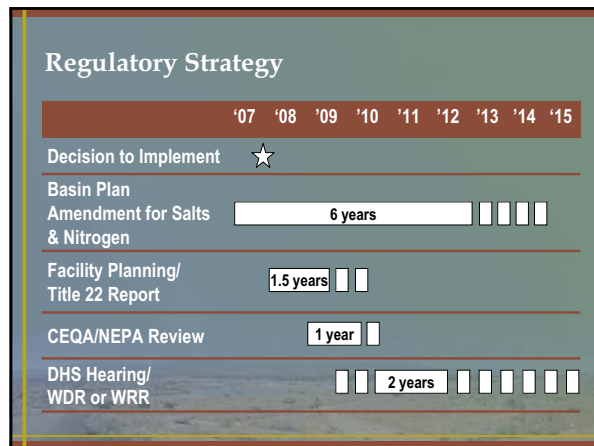 Regulatory Strategy
‘07 ‘08 ’09 ’10 ’11 ’12 ’13 ’14 ‘15
Decision to Implement
Basin Plan
Amendment for Salts
& Nitrogen
6 years
Facility Planning/
Title 22 Report
1.5 years
CEQA/NEPA Review
1 year
DHS Hearing/
WDR or WRR
2 years